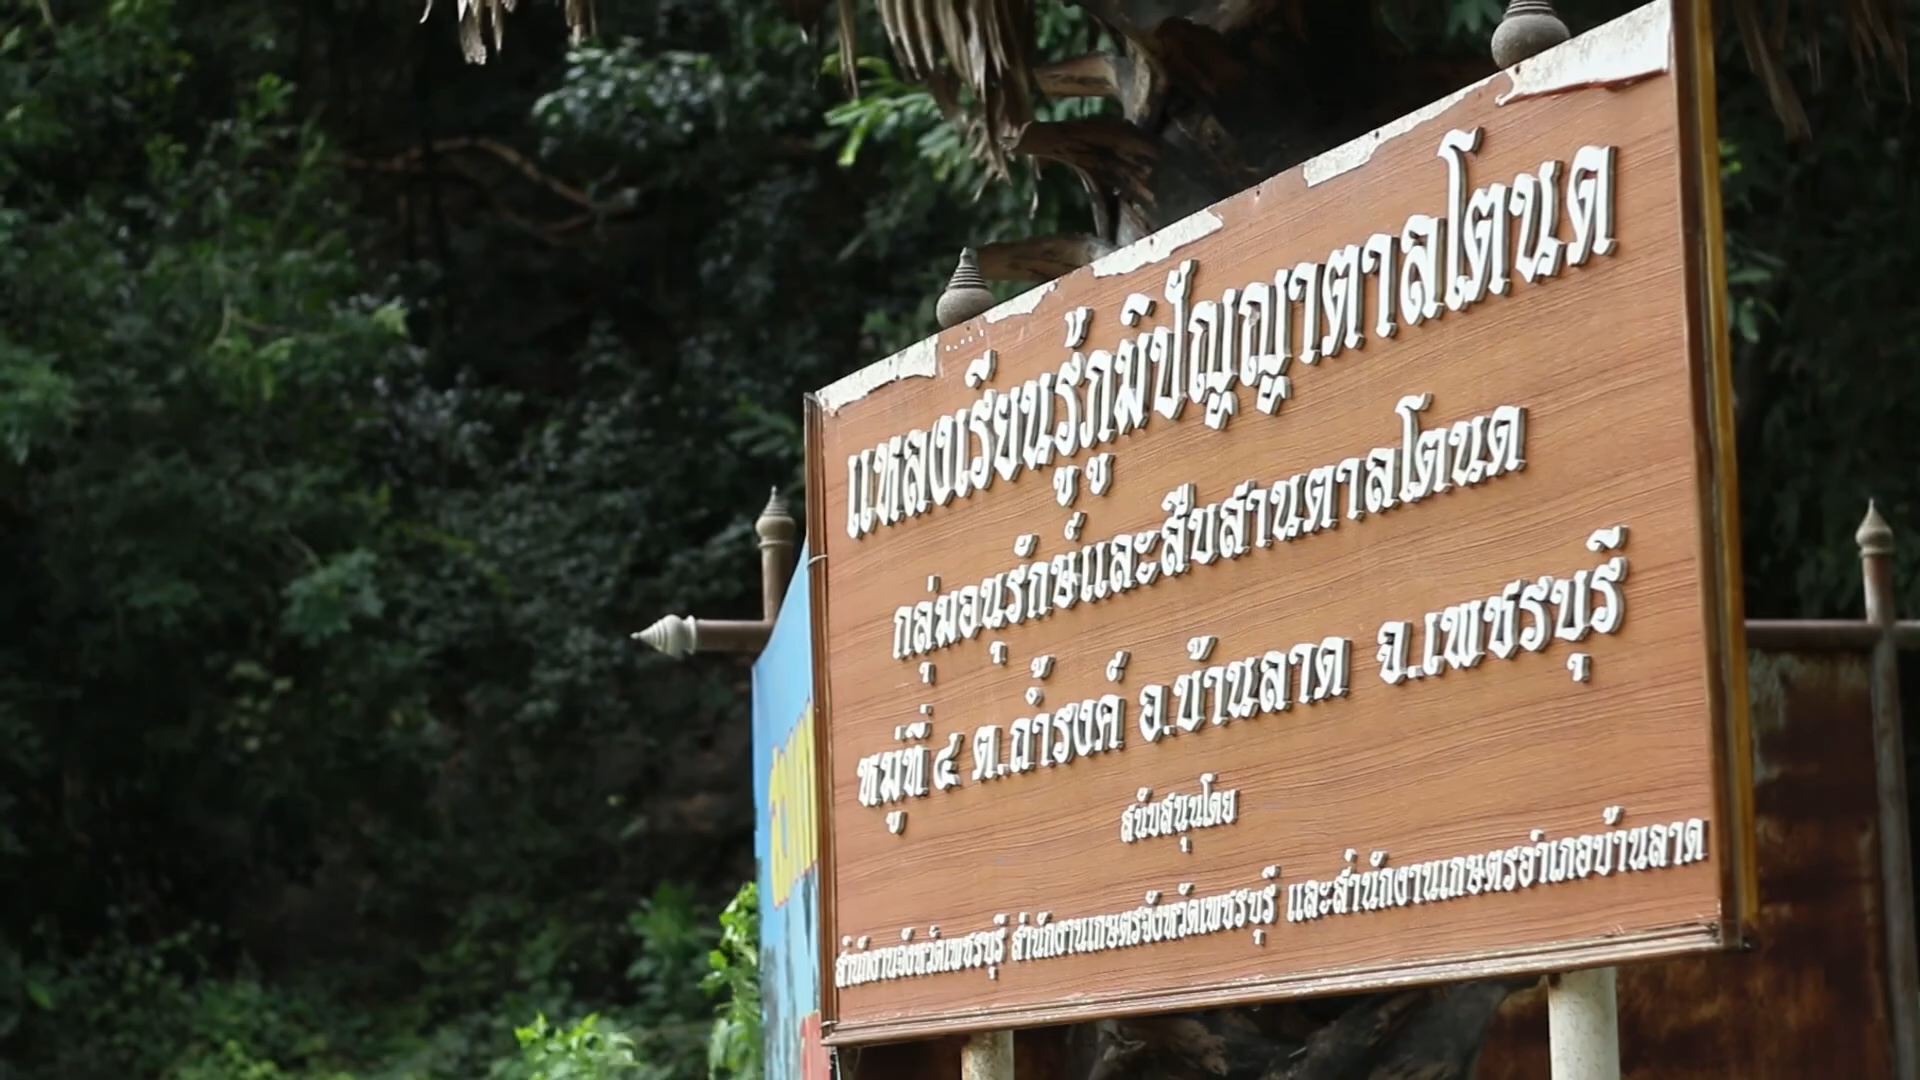 แหลงเรียนรู้ภูมิปัญญาตาลโตนด
กลุ่มอนุรักษ์และสืบสานตาลโตนด
หมู่ที่ ๔ ต.ถ้ำรงค์ อ.บ้านลาด จ.เพชรบุรี
สนับสนุนโดย
สำนักงานจังหวัดเพชรบุรี สำนักงานเกษตรจังหวัดเพชรบุรี และสำนักงานเกษตรอำเภอบ้านลาด